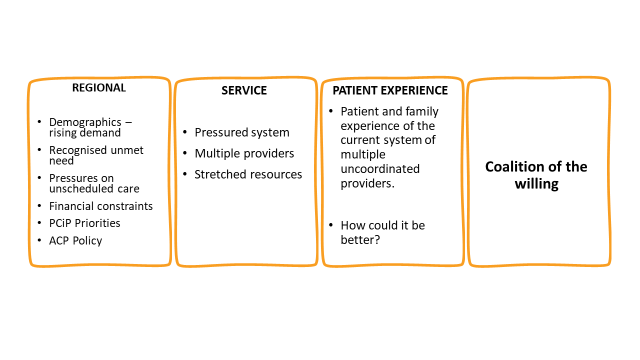 REGIONAL
• Demographics –
rising demand
• Recognised unmet
need
• Pressures on
unscheduled care
• Financial constraints
• PCiP Priorities
• ACP Policy
SERVICE
• Pressured system
• Multiple providers
• Stretched resources
PATIENT EXPERIENCE
• Patient and family
experience of the
current system of
multiple
uncoordinated
providers.
• How could it be
better?
Coalition of the
willing